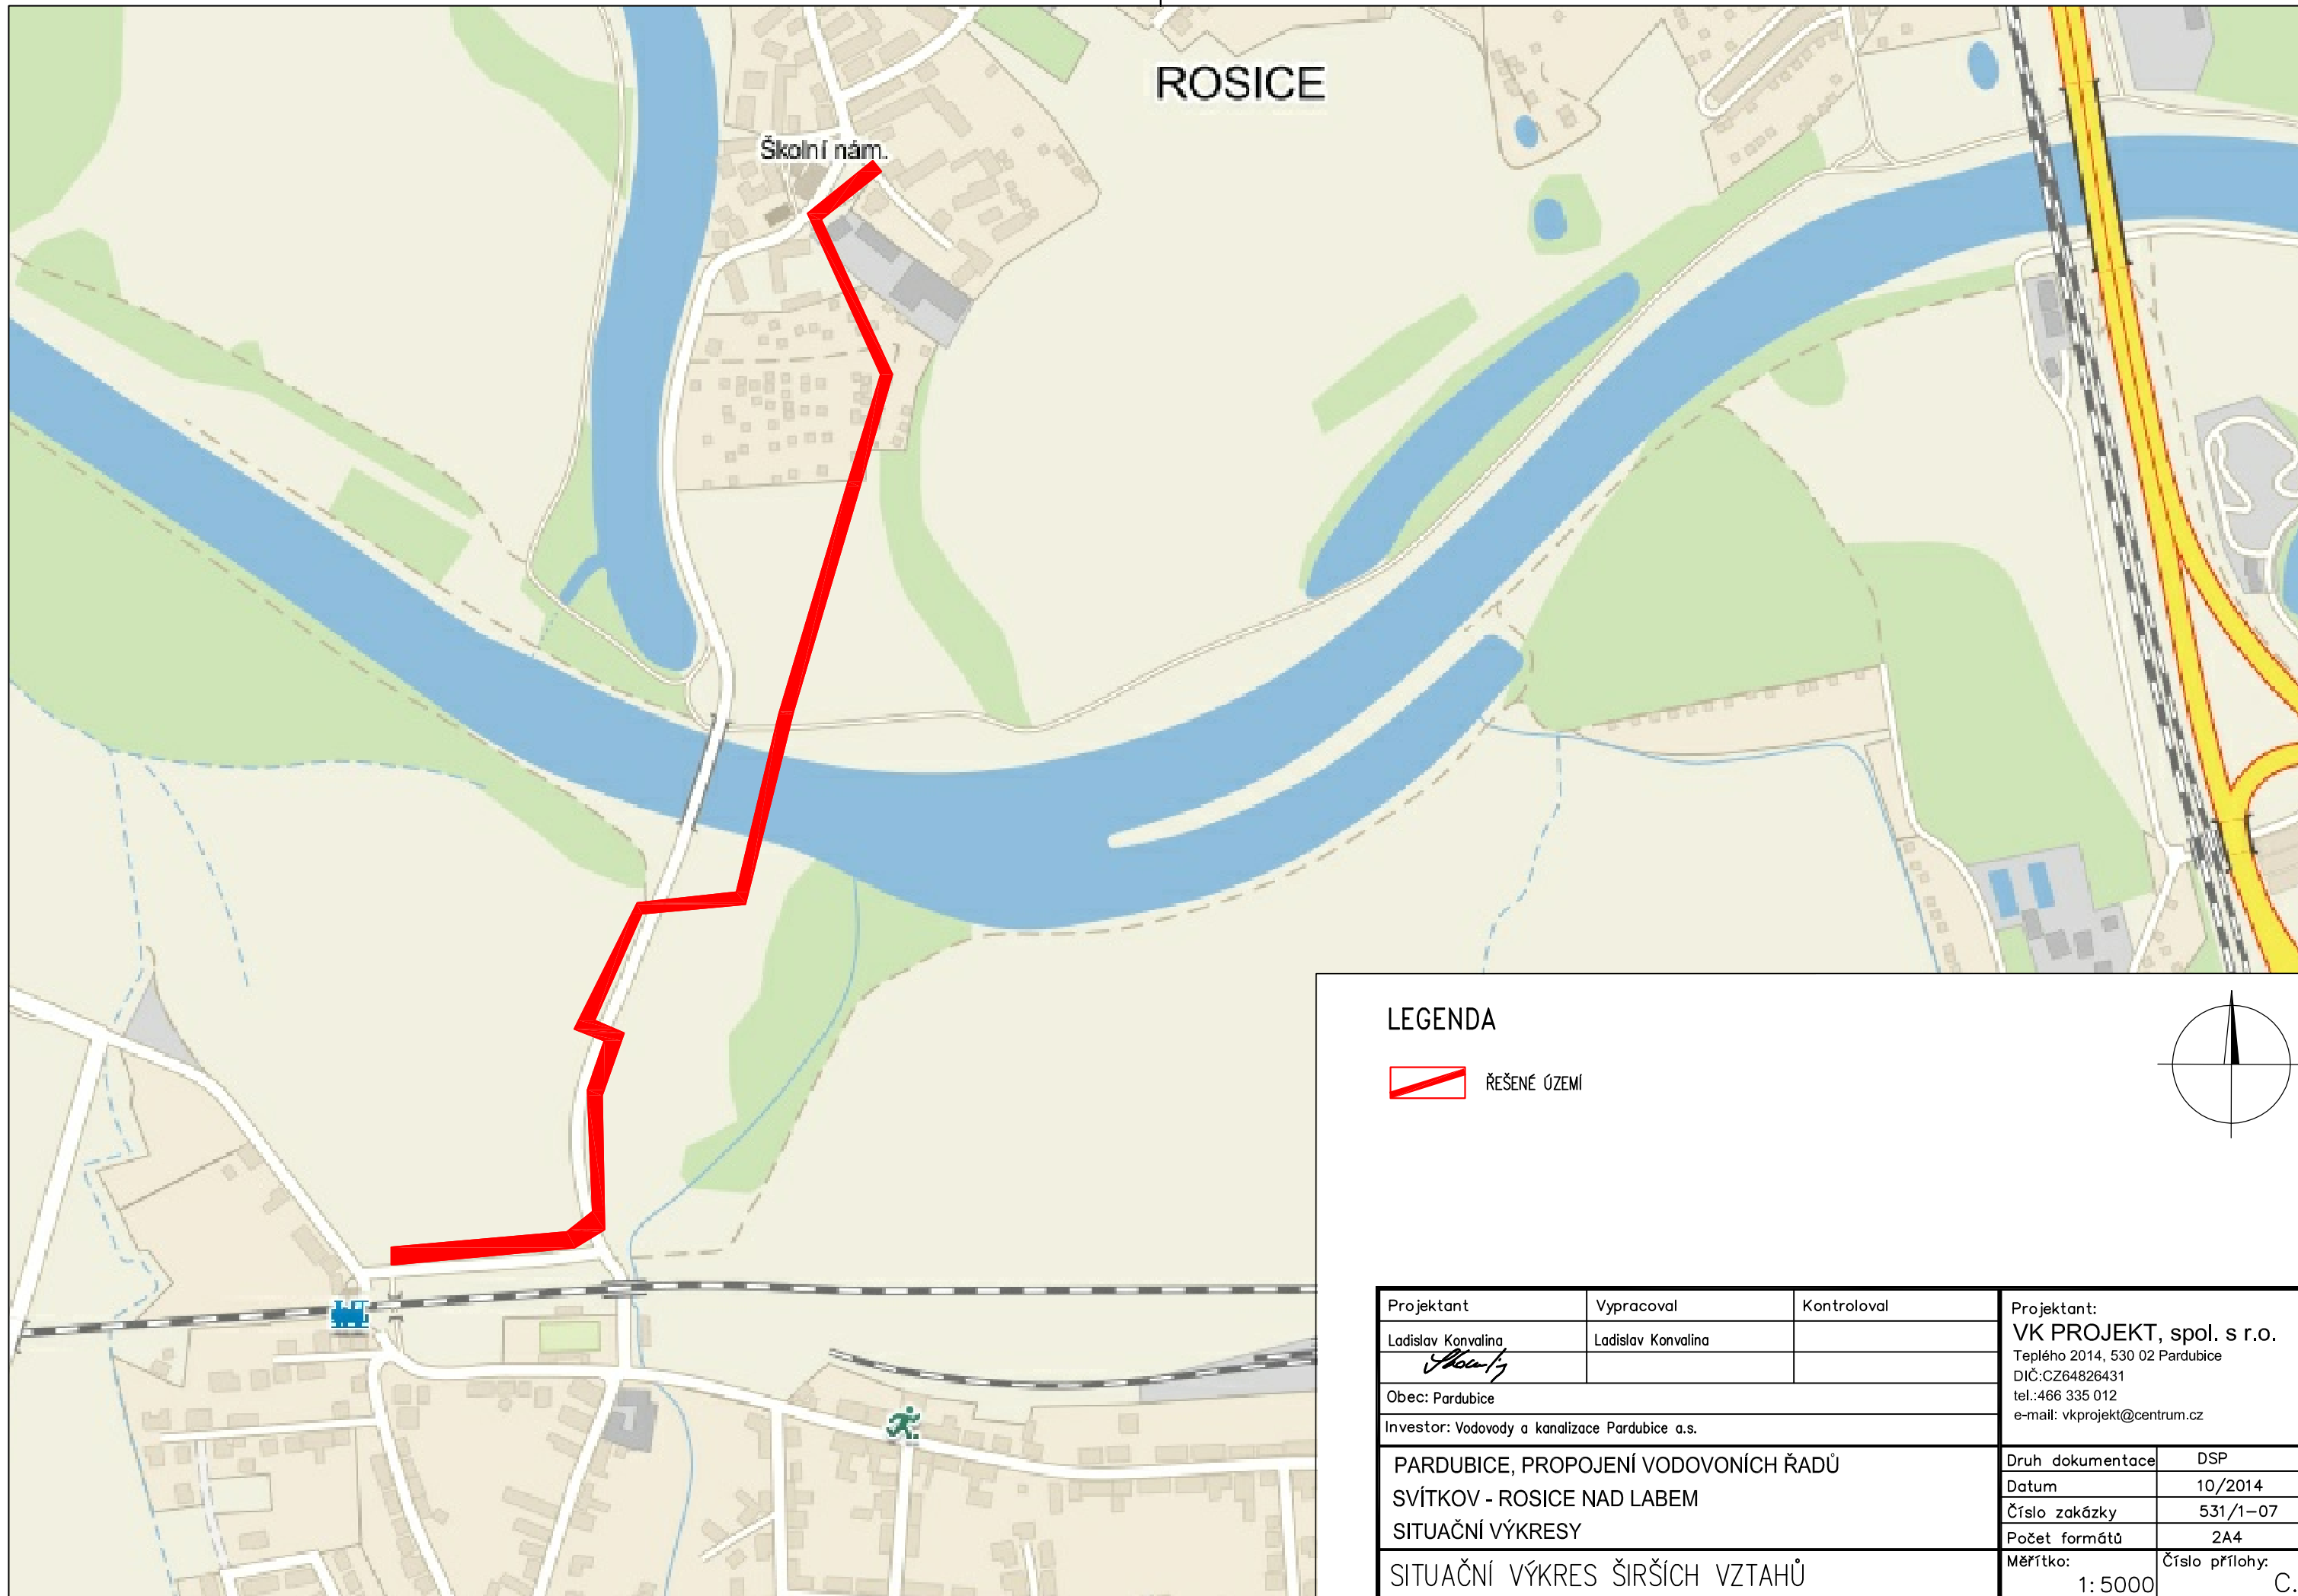 ROSICE
Školní nám.
LEGENDA
ŘEŠENÉ ÚZEMÍ
Projektant
Vypracoval
Kontroloval
Ladislav Konvalina
Ladislav Konvalina
Obec: Pardubice
Investor: Vodovody a kanalizace Pardubice a.s.
Projektant:
VK PROJEKT, spol. s r.o.
Teplého 2014, 530 02 Pardubice
DIČ:CZ64826431
tel.:466 335 012
e-mail: vkprojekt@centrum.cz
PARDUBICE, PROPOJENÍ VODOVONÍCH ŘADŮ
SVÍTKOV - ROSICE NAD LABEM
SITUAČNÍ VÝKRESY
SITUAČNÍ VÝKRES ŠIRŠÍCH VZTAHŮ
Druh dokumentace DSP
Datum 10/2014
Číslo zakázky 531/1-07
Počet formátů 2A4
Měřítko:
1:5000
Číslo přílohy:
C.